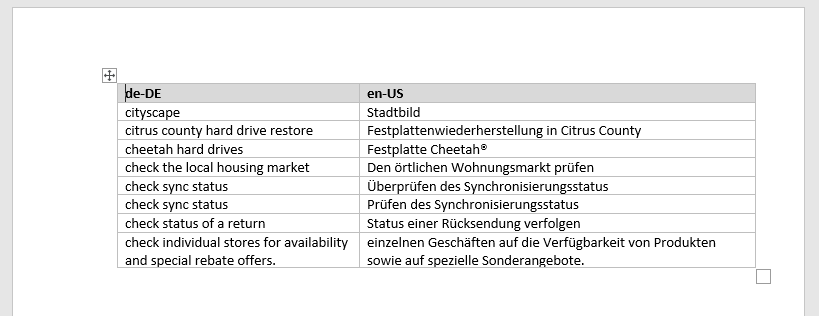 de-DE en-US
cityscape Stadtbild
citrus county hard drive restore Festplattenwiederherstellung in Citrus County
cheetah hard drives Festplatte Cheetah®
check the local housing market Den örtlichen Wohnungsmarkt prüfen
check sync status Überprüfen des Synchronisierungsstatus
check sync status Prüfen des Synchronisierungsstatus
check status of a return Status einer Rücksendung verfolgen
check individual stores for availability einzelnen Geschäften auf die Verfügbarkeit von Produkten
and special rebate offers. sowie auf spezielle Sonderangebote.